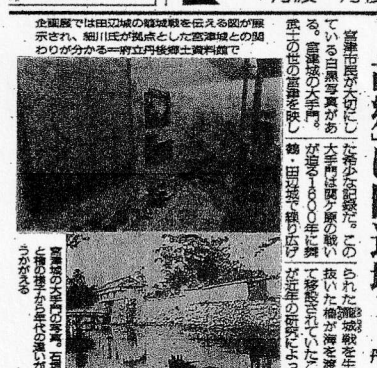 企画展では田辺城の籠城戦を伝える図が展
示され、細川氏が拠点とした宮津城との関
わりが分かる―府立丹後郷土資料館で
宮津市民が大切にし
ている白黒写真があ
る。宮津城の大手門。
武士の世の宮津を映し
た希少な記録だ。この
大手門は関ケ原の戦い
が迫る1600年に舞
鶴・田辺城で繰り広げ
られた籠城戦を生
抜いた櫓が海を渡
て移設されていたこ
が近年の研究によっ
宮津城の大手門の写真。石垣
と櫓の様子から年代の違いが
うかがえる